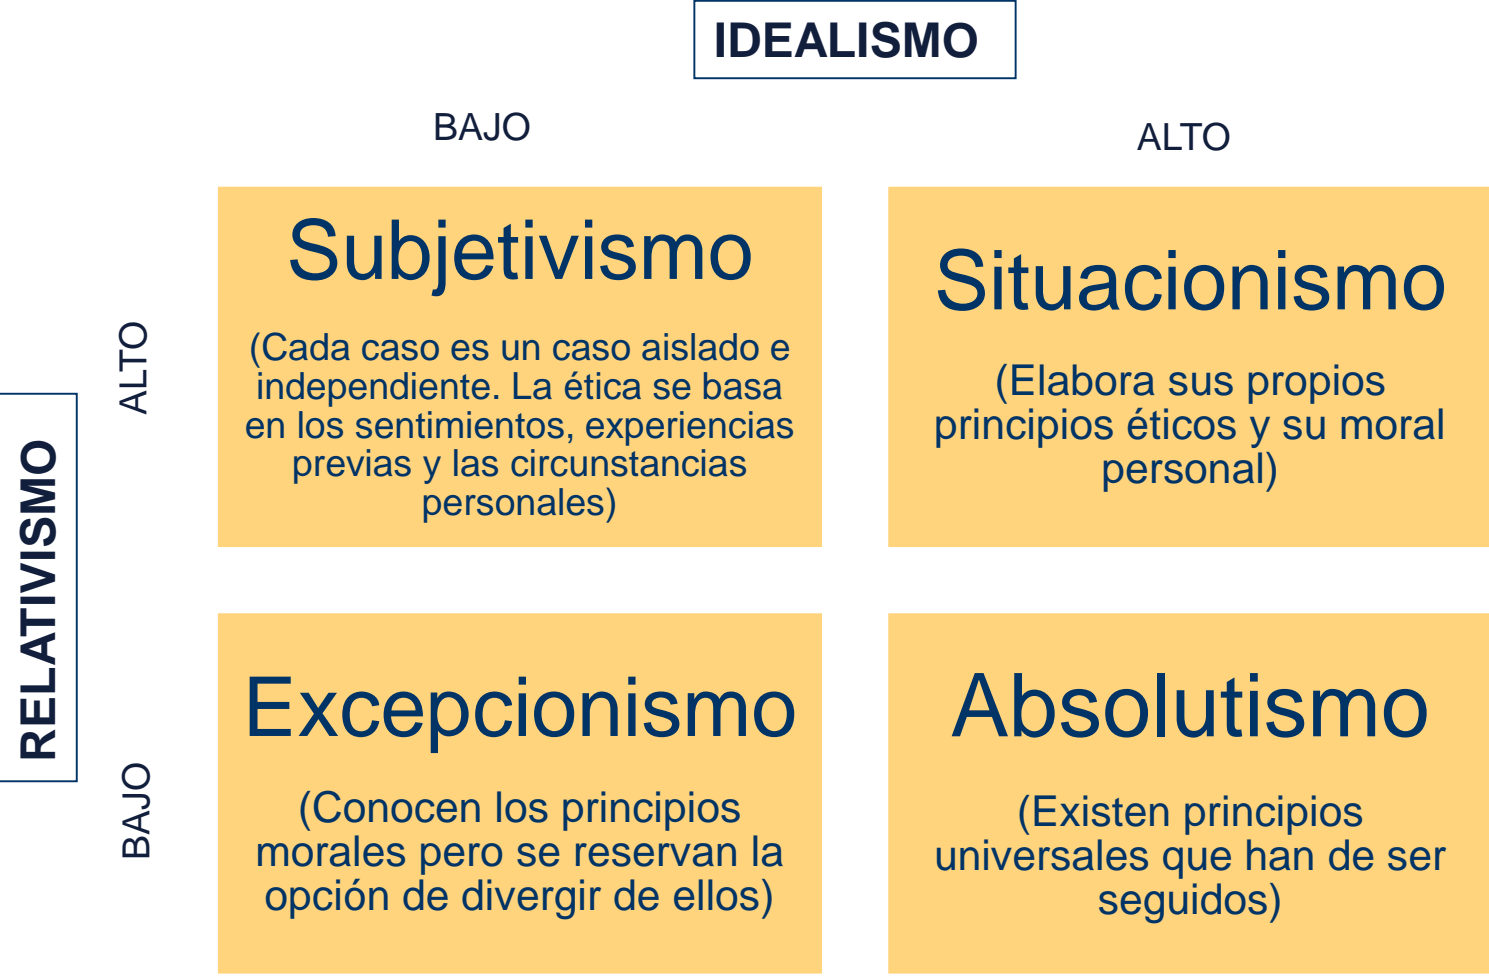 IDEALISMO
BAJO
ALTO
RELATIVISMO
ALTO
Subjetivismo
(Cada caso es un caso aislado e
independiente. La ética se basa
en los sentimientos, experiencias
previas y las circunstancias
personales)
Situacionismo
(Elabora sus propios
principios éticos y su moral
personal)
BAJO
Excepcionismo
(Conocen los principios
morales pero se reservan la
opción de divergir de ellos)
Absolutismo
(Existen principios
universales que han de ser
seguidos)